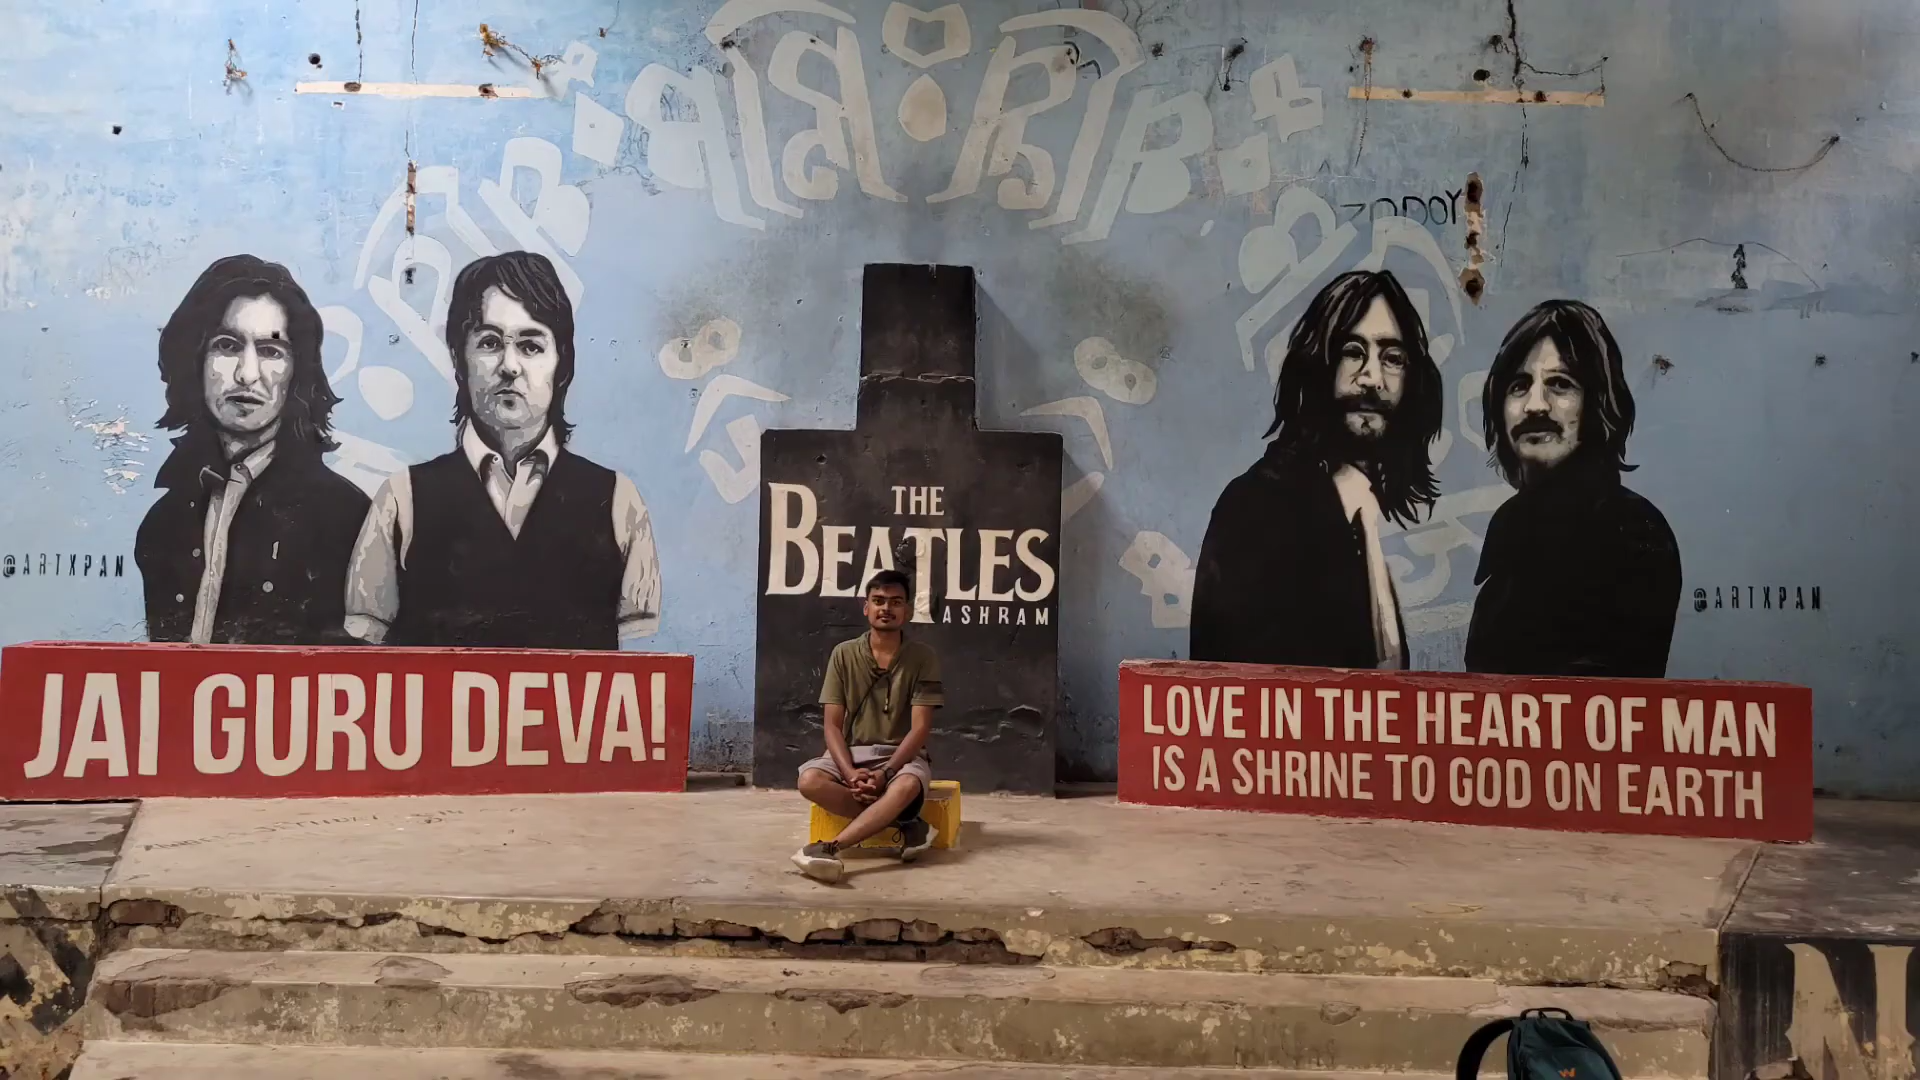 ZODOY
THE
BEATLES
ASHRAM
@ARTXPAN
@ARTXPAN
JAI GURU DEVA!
LOVE IN THE HEART OF MAN
IS A SHRINE TO GOD ON EARTH
W